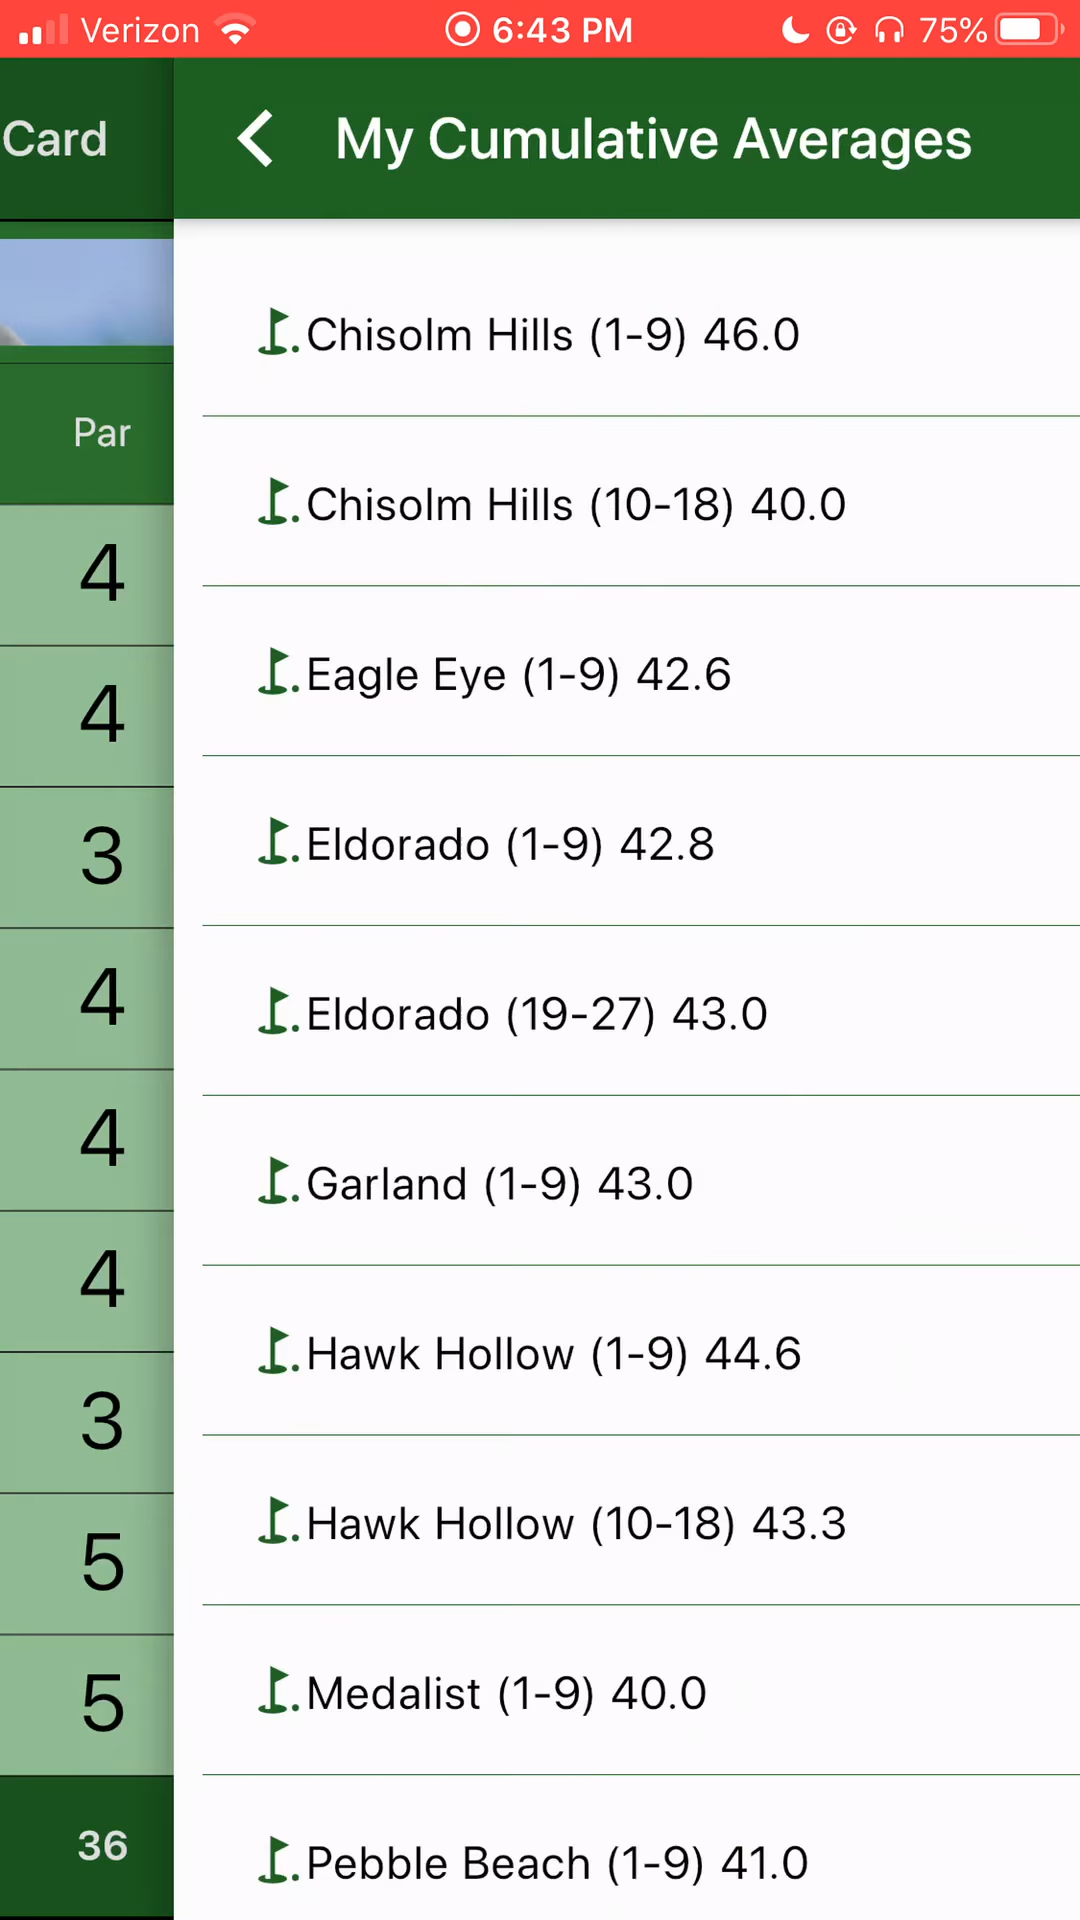 Verizon 6:43 PM 75%
Card
My Cumulative Averages
Par
4
4
3
4
4
4
3
5
5
36
Chisolm Hills (1-9) 46.0
Chisolm Hills (10-18) 40.0
Eagle Eye (1-9) 42.6
Eldorado (1-9) 42.8
Eldorado (19-27) 43.0
Garland (1-9) 43.0
Hawk Hollow (1-9) 44.6
Hawk Hollow (10-18) 43.3
Medalist (1-9) 40.0
Pebble Beach (1-9) 41.0